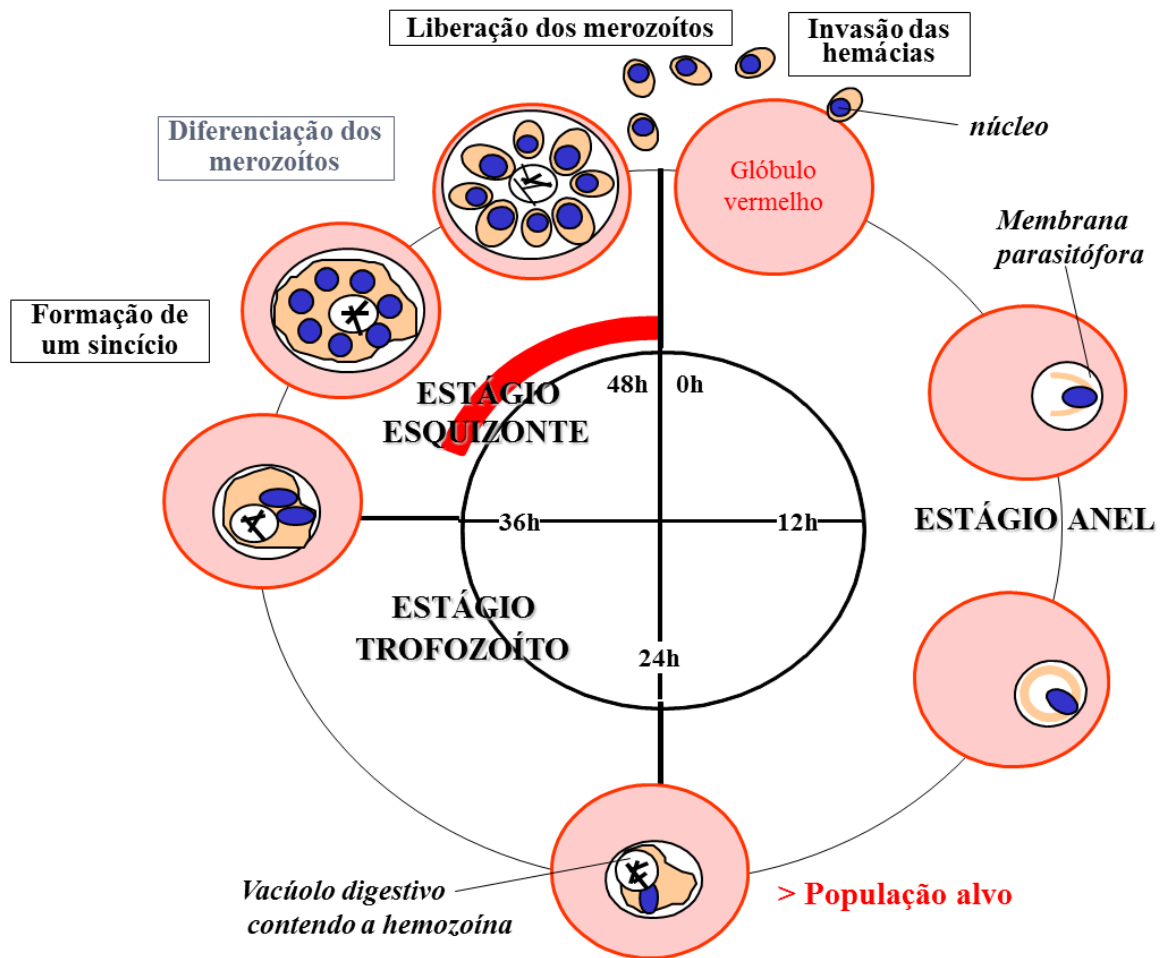 Liberação dos merozoítos
Invasão das
hemácias
núcleo
Diferenciação dos
merozoítos
Glóbulo
vermelho
Membrana
parasitófora
Formação de
um sincício
48h
0h
ESTÁGIO
ESQUIZONTE
36h
12h
ESTÁGIO ANEL
ESTÁGIO
TROFOZOÍTO
24h
Vacúolo digestivo
contendo a hemozoína
> População alvo